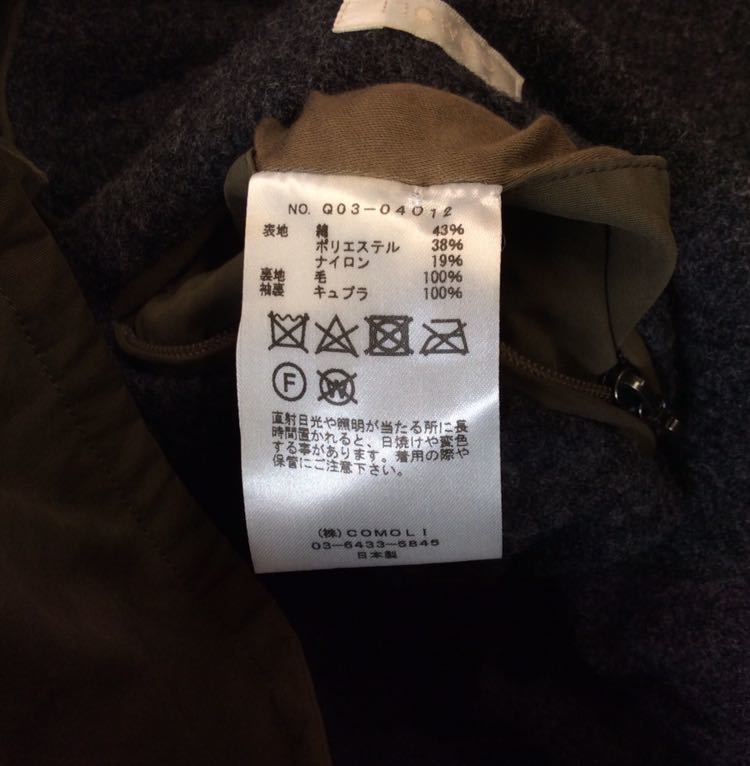 NO. Q03-04012
表地 綿 43%
ポリエステル 38%
ナイロン 19%
裏地 毛 100%
袖裏 キュプラ 100%
F W
直射日光や照明が当たる所に長
時間置かれると、日焼けや変色
する事があります。着用の際や
保管にご注意下さい。
(株)COMOLI
03-6433-5845
日本製